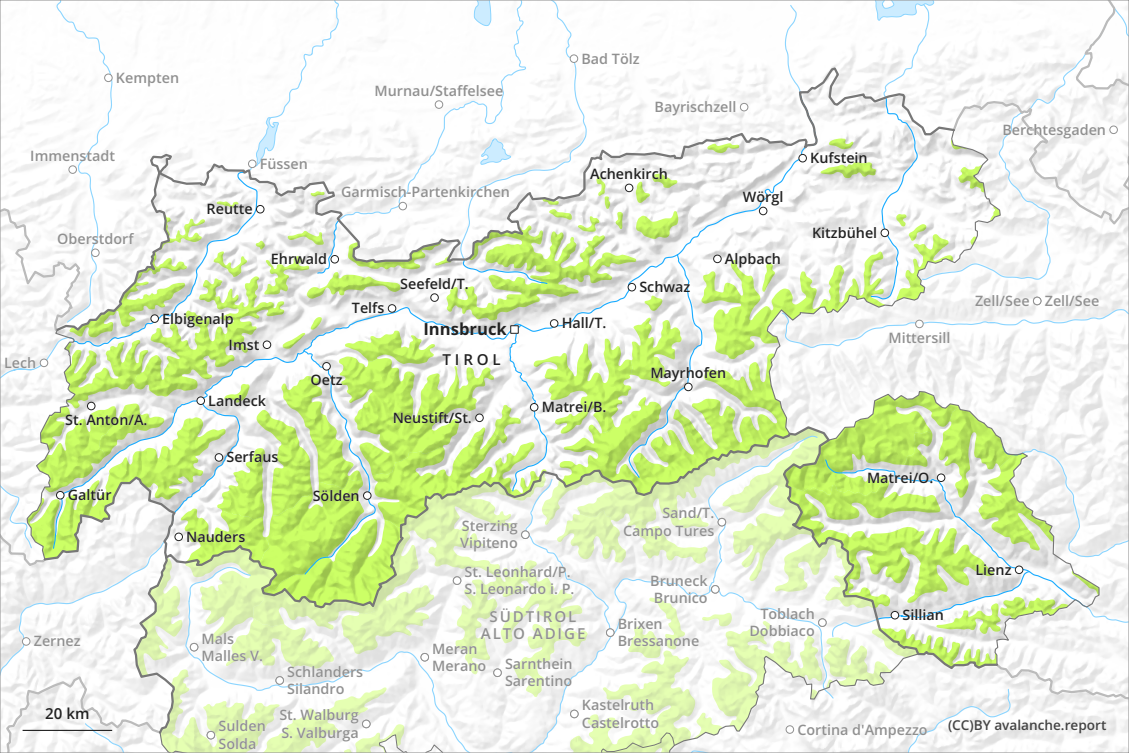 Kempten
Bad Tölz
Murnau/Staffelsee
Bayrischzell
Berchtesgaden
Immenstadt
Füssen
Kufstein
Achenkirch
Garmisch-Partenkirchen
Wörgl
Reutte
Oberstdorf
Kitzbühel
Ehrwald
Alpbach
Seefeld/T.
Schwaz
Zell/See
Zell/See
Telfs
Elbigenalp
Innsbruck
Hall/T.
Mittersill
Imst
TIROL
Lech
Oetz
Mayrhofen
Landeck
Matrei/B.
St. Anton/A.
Neustift/St.
Serfaus
Matrei/O.
Galtür
Sölden
Sand/T.
Campo Tures
Sterzing
Vipiteno
Nauders
Lienz
St. Leonhard/P.
S. Leonardo i. P.
Bruneck
Brunico
SÜDTIROL
ALTO ADIGE
Toblach
Dobbiaco
Sillian
Brixen
Bressanone
Zernez
Mals
Malles V.
Meran
Merano
Sarnthein
Sarentino
Schlanders
Silandro
Kastelruth
Castelrotto
20 km
St. Walburg
S. Valburga
Sulden
Solda
Cortina d'Ampezzo
(CC)BY avalanche.report